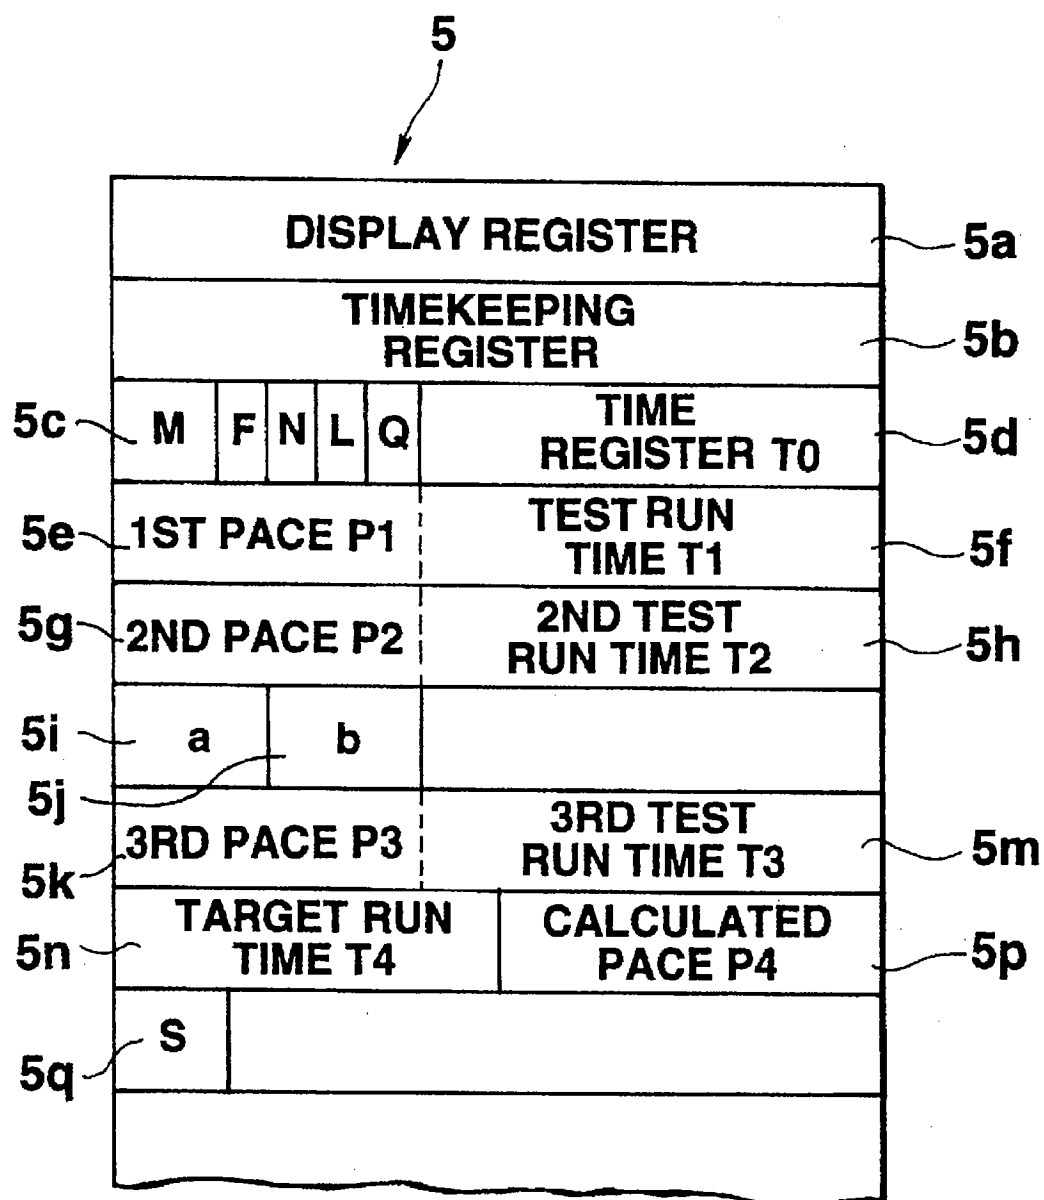 5
DISPLAY REGISTER 5a
TIMEKEEPING
REGISTER 5b
5c M F N L Q TIME
REGISTER T0 5d
5e 1ST PACE P1 TEST RUN
TIME T1 5f
5g 2ND PACE P2 2ND TEST
RUN TIME T2 5h
5i a b
5j
3RD PACE P3 3RD TEST
RUN TIME T3 5m
5k
5n TARGET RUN
TIME T4 CALCULATED
PACE P4 5p
S
5q